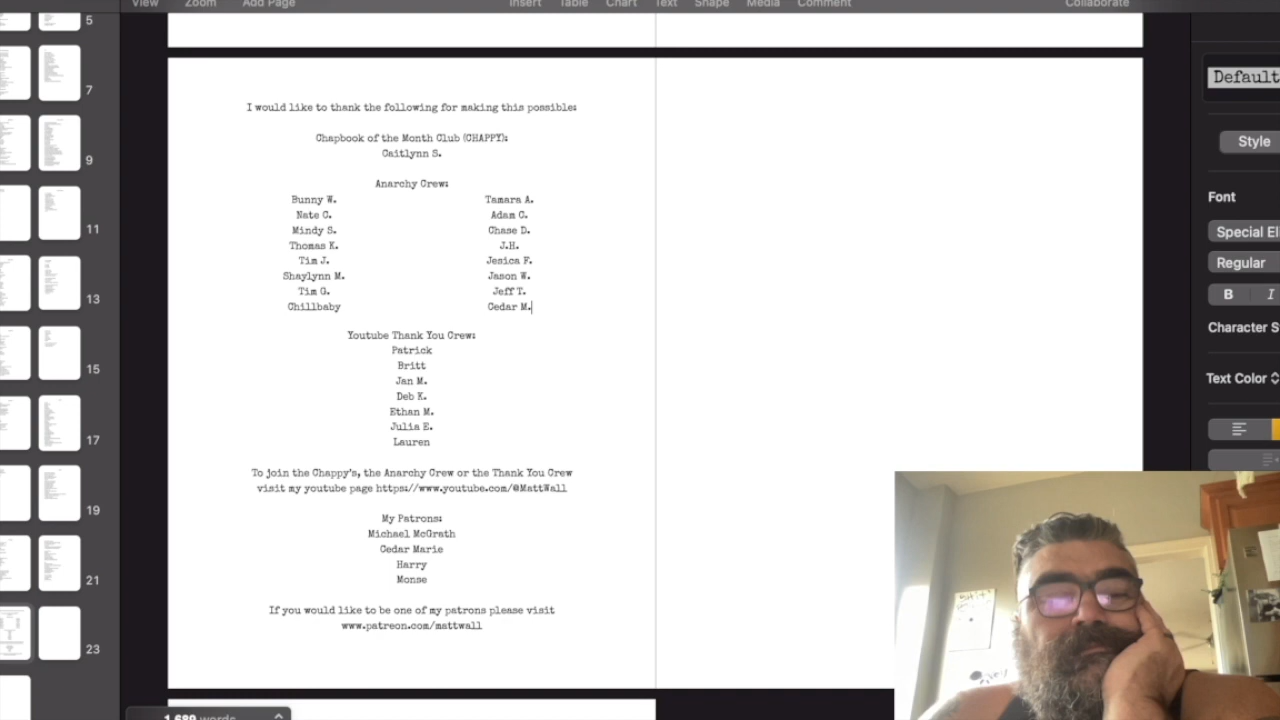 View Zoom Add Page Insert Table Chart Text Shape Media Comment Collaborate
5
7
9
11
13
15
17
19
21
23
I would like to thank the following for making this possible:
Chapbook of the Month Club (CHAPPY):
Caitlynn S.
Anarchy Crew:
Bunny W. Tamara A.
Nate C. Adam C.
Mindy S. Chase D.
Thomas K. J.H.
Tim J. Jesica F.
Shaylynn M. Jason W.
Tim G. Jeff T.
Chillbaby Cedar M.
Youtube Thank You Crew:
Patrick
Britt
Jan M.
Deb K.
Ethan M.
Julia E.
Lauren
To join the Chappy's, the Anarchy Crew or the Thank You Crew
visit my youtube page https://www.youtube.com/@MattWall
My Patrons:
Michael McGrath
Cedar Marie
Harry
Monse
If you would like to be one of my patrons please visit
www.patreon.com/mattwall
1,689 words
Default
Style
Font
Special El
Regular
B I
Character S
Text Color